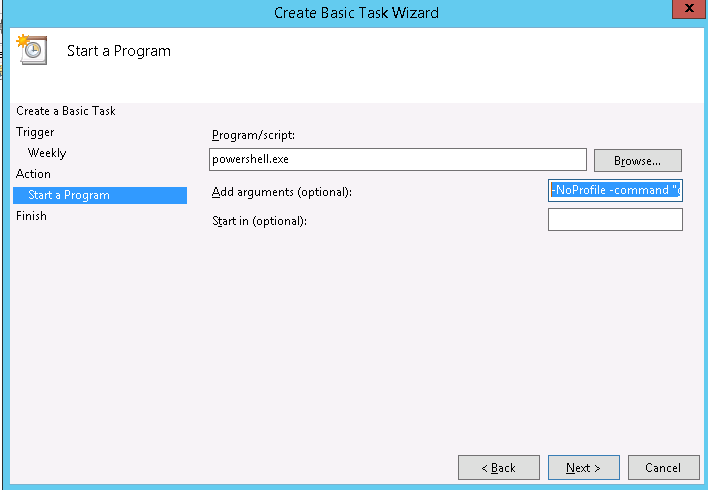 Create Basic Task Wizard
x
Start a Program
Create a Basic Task
Trigger
Weekly
Action
Start a Program
Finish
Program/script:
powershell.exe
Browse...
Add arguments (optional):
-NoProfile -command "
Start in (optional):
< Back
Next >
Cancel